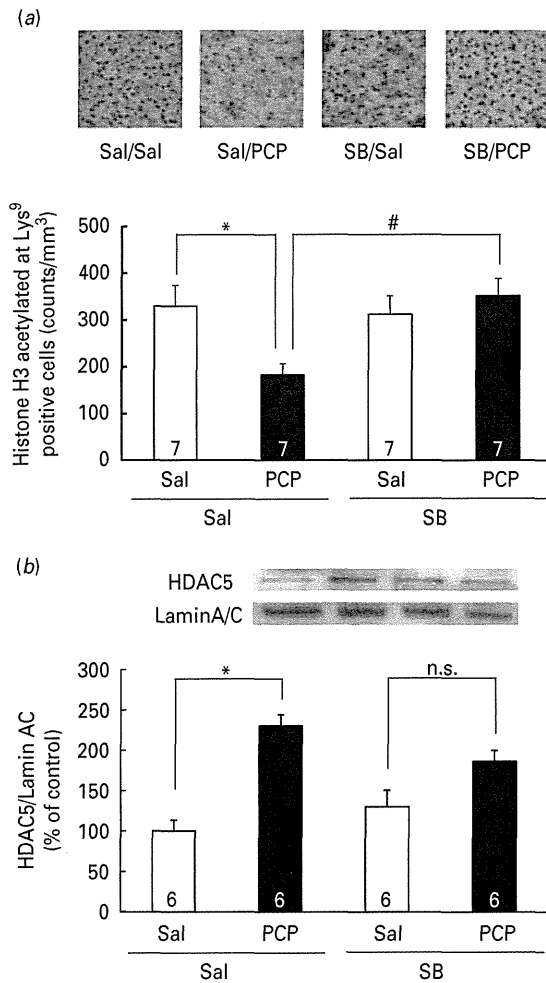 (a)
Sal/Sal Sal/PCP SB/Sal SB/PCP
Histone H3 acetylated at Lys⁹
positive cells (counts/mm³)
500
400
300
200
100
0
*
#
7 7 7 7
Sal PCP Sal PCP
Sal SB
(b)
HDAC5
LaminA/C
HDAC5/Lamin AC
(% of control)
300
250
200
150
100
50
0
*
n.s.
6 6 6 6
Sal PCP Sal PCP
Sal SB